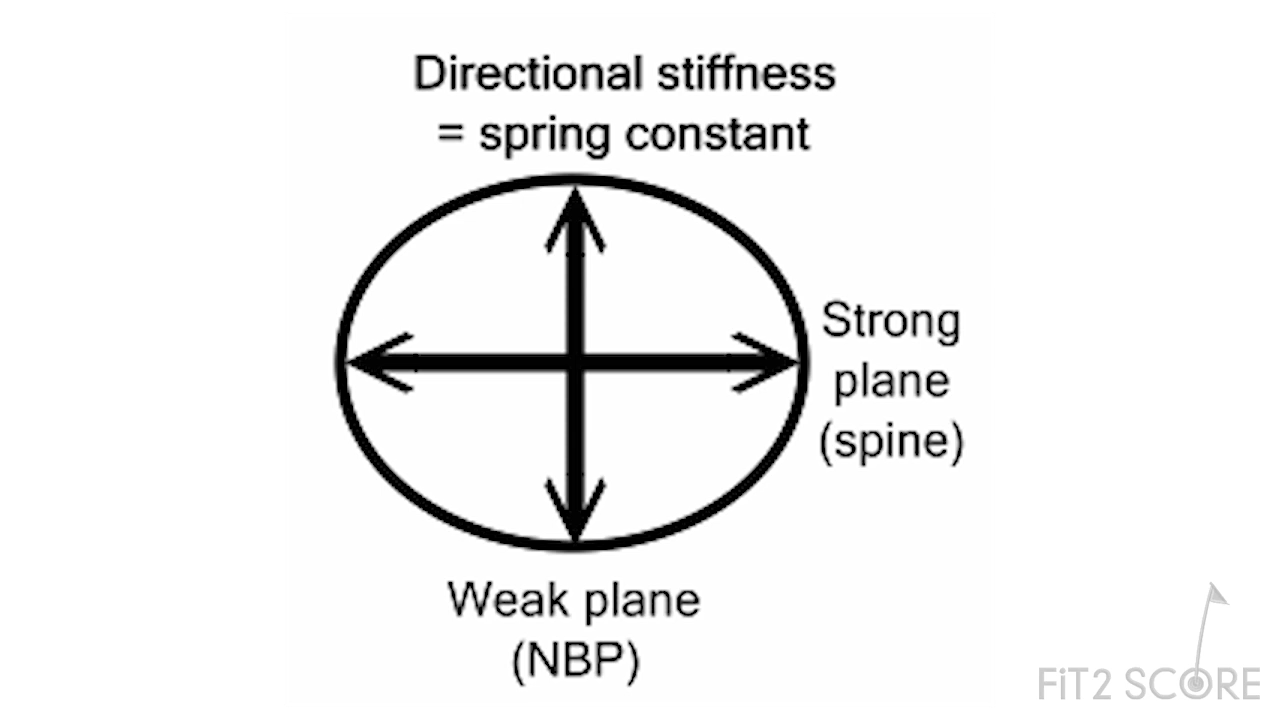 Directional stiffness
= spring constant
Strong
plane
(spine)
Weak plane
(NBP)
FiT2 SCORE